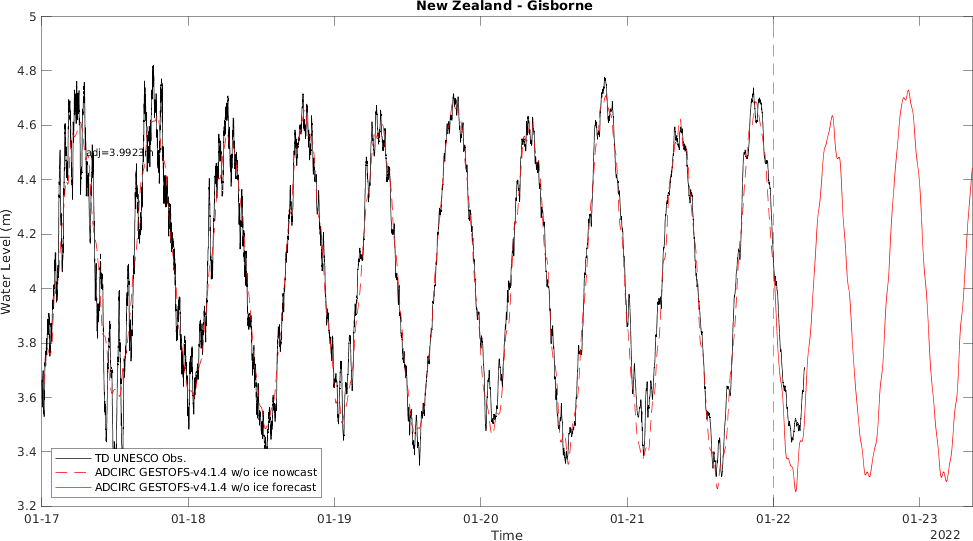 New Zealand - Gisborne
5
4.8
4.6
4.4
4.2
4
3.8
3.6
3.4
3.2
Water Level (m)
adj=3.9923m
TD UNESCO Obs.
ADCIRC GESTOFS-v4.1.4 w/o ice nowcast
ADCIRC GESTOFS-v4.1.4 w/o ice forecast
01-17 01-18 01-19 01-20 01-21 01-22 01-23
Time
2022